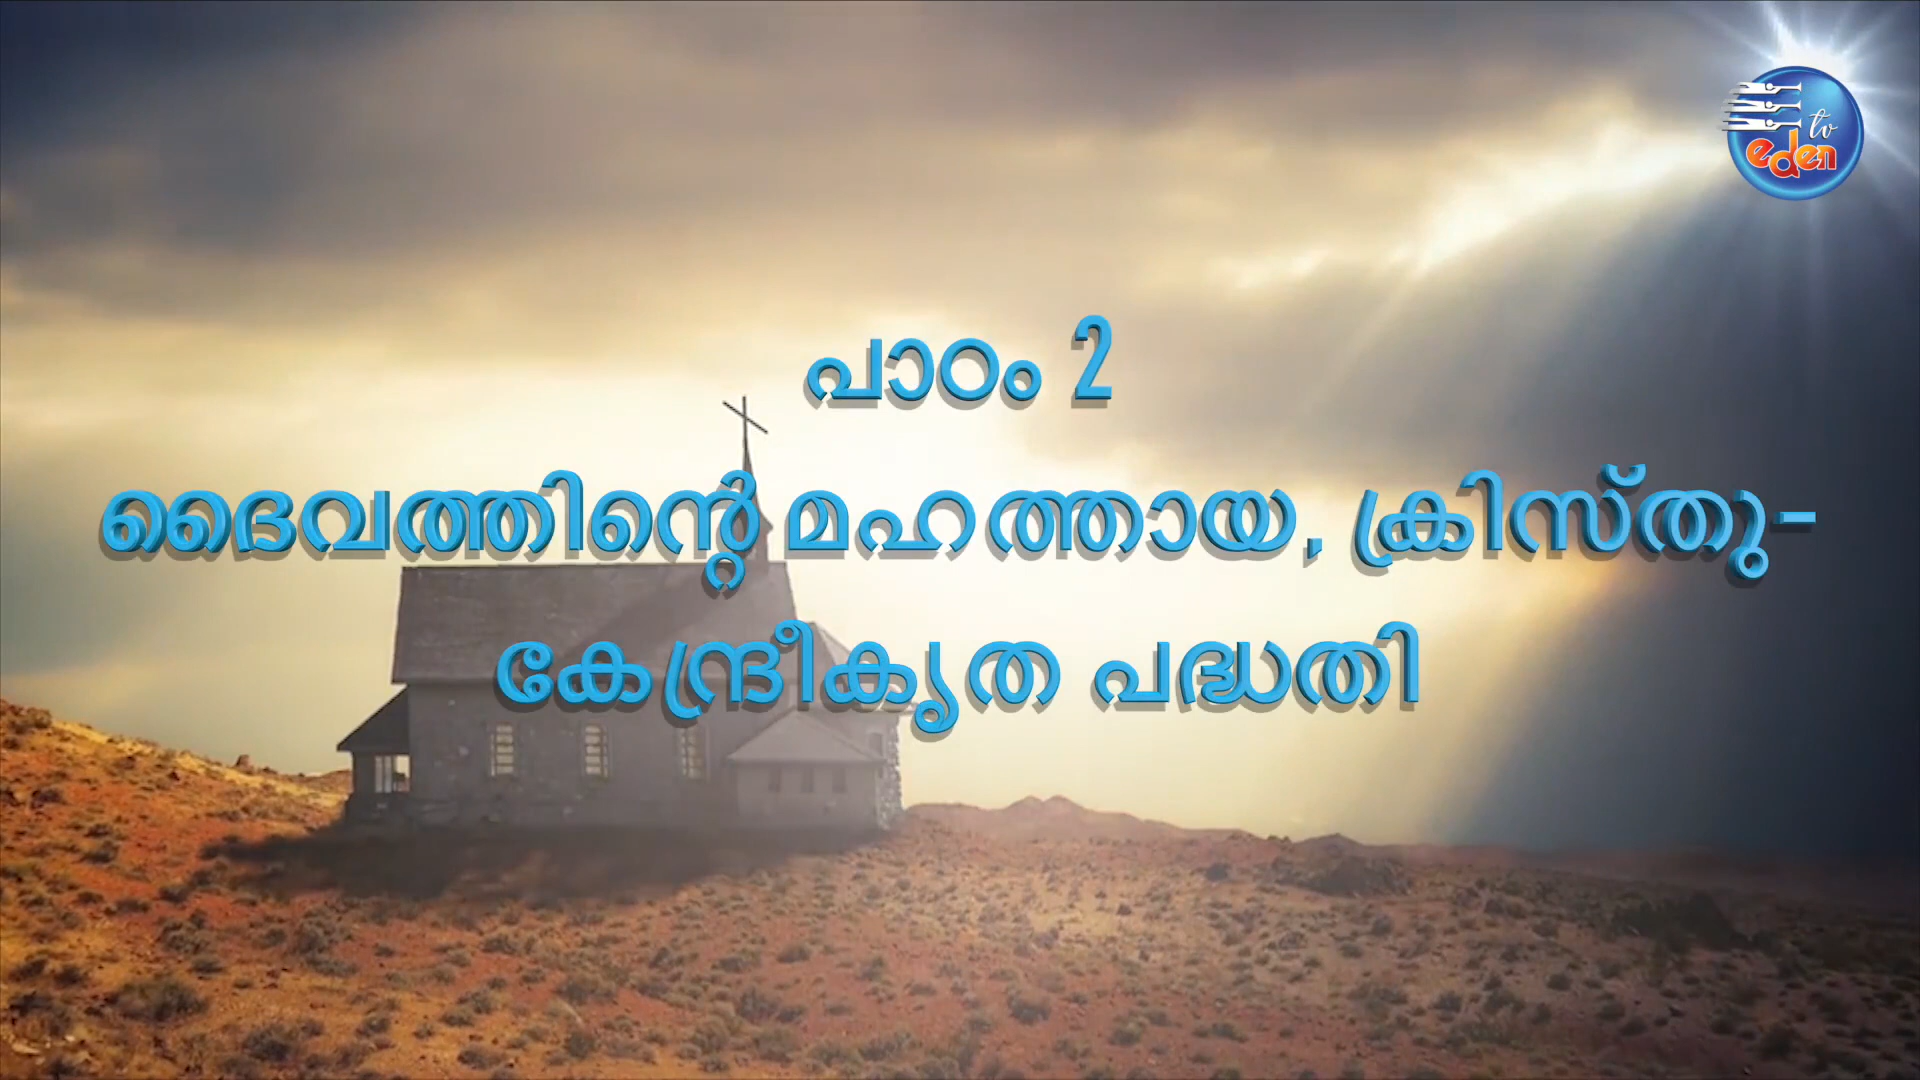 tv
eden
പാഠം 2
ദൈവത്തിന്റെ മഹത്തായ, ക്രിസ്തു-
കേന്ദ്രീകൃത പദ്ധതി